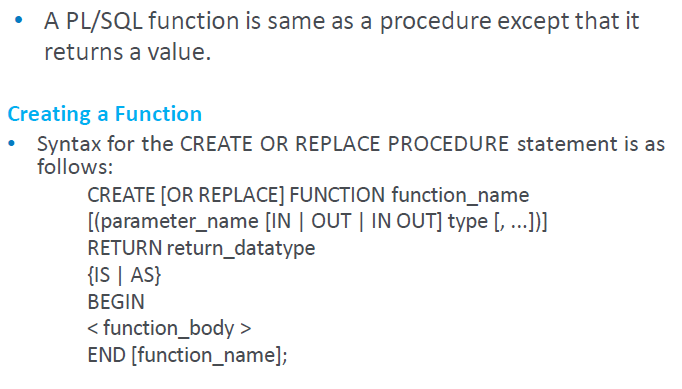 • A PL/SQL function is same as a procedure except that it
returns a value.
Creating a Function
• Syntax for the CREATE OR REPLACE PROCEDURE statement is as
follows:
CREATE [OR REPLACE] FUNCTION function_name
[(parameter_name [IN | OUT | IN OUT] type [, ...])]
RETURN return_datatype
{IS | AS}
BEGIN
< function_body >
END [function_name];